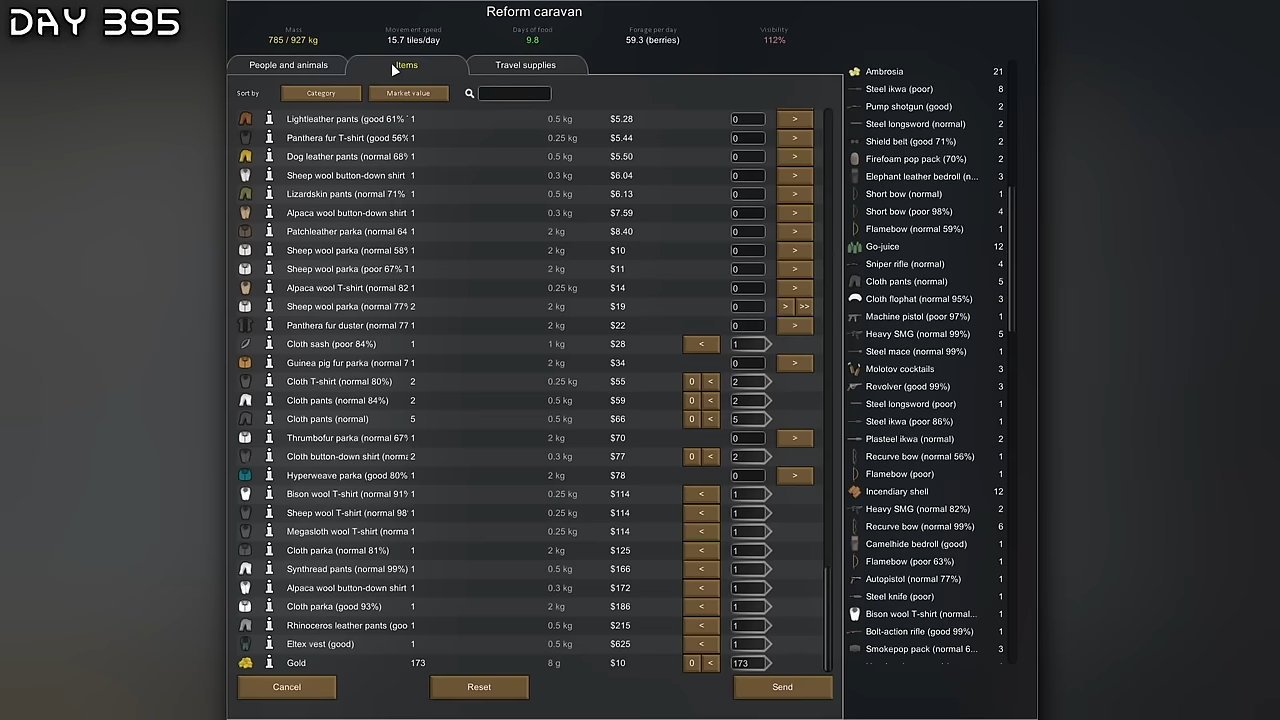 DAY 395
Reform caravan
Mass Movement speed Days of food Forage per day Visibility
785 / 927 kg 15.7 tiles/day 9.8 59.3 (berries) 112%
People and animals Items Travel supplies
Sort by Category Market value
Lightleather pants (good 61% 1 0.5 kg $5.28 0 >
Panthera fur T-shirt (good 56% 1 0.25 kg $5.44 0 >
Dog leather pants (normal 68% 1 0.5 kg $5.50 0 >
Sheep wool button-down shirt 1 0.3 kg $6.04 0 >
Lizardskin pants (normal 71% 1 0.5 kg $6.13 0 >
Alpaca wool button-down shirt 1 0.3 kg $7.59 0 >
Patchleather parka (normal 64 1 2 kg $8.40 0 >
Sheep wool parka (normal 58% 1 2 kg $10 0 >
Sheep wool parka (poor 67% 1 2 kg $11 0 >
Alpaca wool T-shirt (normal 82 1 0.25 kg $14 0 >
Sheep wool parka (normal 77% 2 2 kg $19 0 > >>
Panthera fur duster (normal 77 1 2 kg $22 0 >
Cloth sash (poor 84%) 1 1 kg $28 < 1
Guinea pig fur parka (normal 7 1 2 kg $34 0 >
Cloth T-shirt (normal 80%) 2 0.25 kg $55 0 < 2
Cloth pants (normal 84%) 2 0.5 kg $59 0 < 2
Cloth pants (normal) 5 0.5 kg $66 0 < 5
Thrumbofur parka (normal 67% 1 2 kg $70 0 >
Cloth button-down shirt (norma 2 0.3 kg $77 0 < 2
Hyperweave parka (good 80% 1 2 kg $78 0 >
Bison wool T-shirt (normal 91% 1 0.25 kg $114 < 1
Sheep wool T-shirt (normal 98 1 0.25 kg $114 < 1
Megasloth wool T-shirt (norma 1 0.25 kg $114 < 1
Cloth parka (normal 81%) 1 2 kg $125 < 1
Synthread pants (normal 99%) 1 0.5 kg $166 < 1
Alpaca wool button-down shirt 1 0.3 kg $172 < 1
Cloth parka (good 93%) 1 2 kg $186 < 1
Rhinoceros leather pants (goo 1 0.5 kg $215 < 1
Eltex vest (good) 1 0.5 kg $625 < 1
Gold 173 8 g $10 0 < 173
Cancel Reset Send
Ambrosia 21
Steel ikwa (poor) 8
Pump shotgun (good) 2
Steel longsword (normal) 2
Shield belt (good 71%) 2
Firefoam pop pack (70%) 2
Elephant leather bedroll (n... 3
Short bow (normal) 1
Short bow (poor 98%) 4
Flamebow (normal 59%) 1
Go-juice 12
Sniper rifle (normal) 4
Cloth pants (normal) 5
Cloth flophat (normal 95%) 3
Machine pistol (poor 97%) 1
Heavy SMG (normal 99%) 5
Steel mace (normal 99%) 1
Molotov cocktails 3
Revolver (good 99%) 3
Steel longsword (poor) 1
Steel ikwa (poor 86%) 1
Plasteel ikwa (normal) 2
Recurve bow (normal 56%) 1
Flamebow (poor) 1
Incendiary shell 12
Heavy SMG (normal 82%) 2
Recurve bow (normal 99%) 6
Camelhide bedroll (good) 1
Flamebow (poor 63%) 1
Autopistol (normal 77%) 1
Steel knife (poor) 1
Bison wool T-shirt (normal... 1
Bolt-action rifle (good 99%) 1
Smokepop pack (normal 6... 3